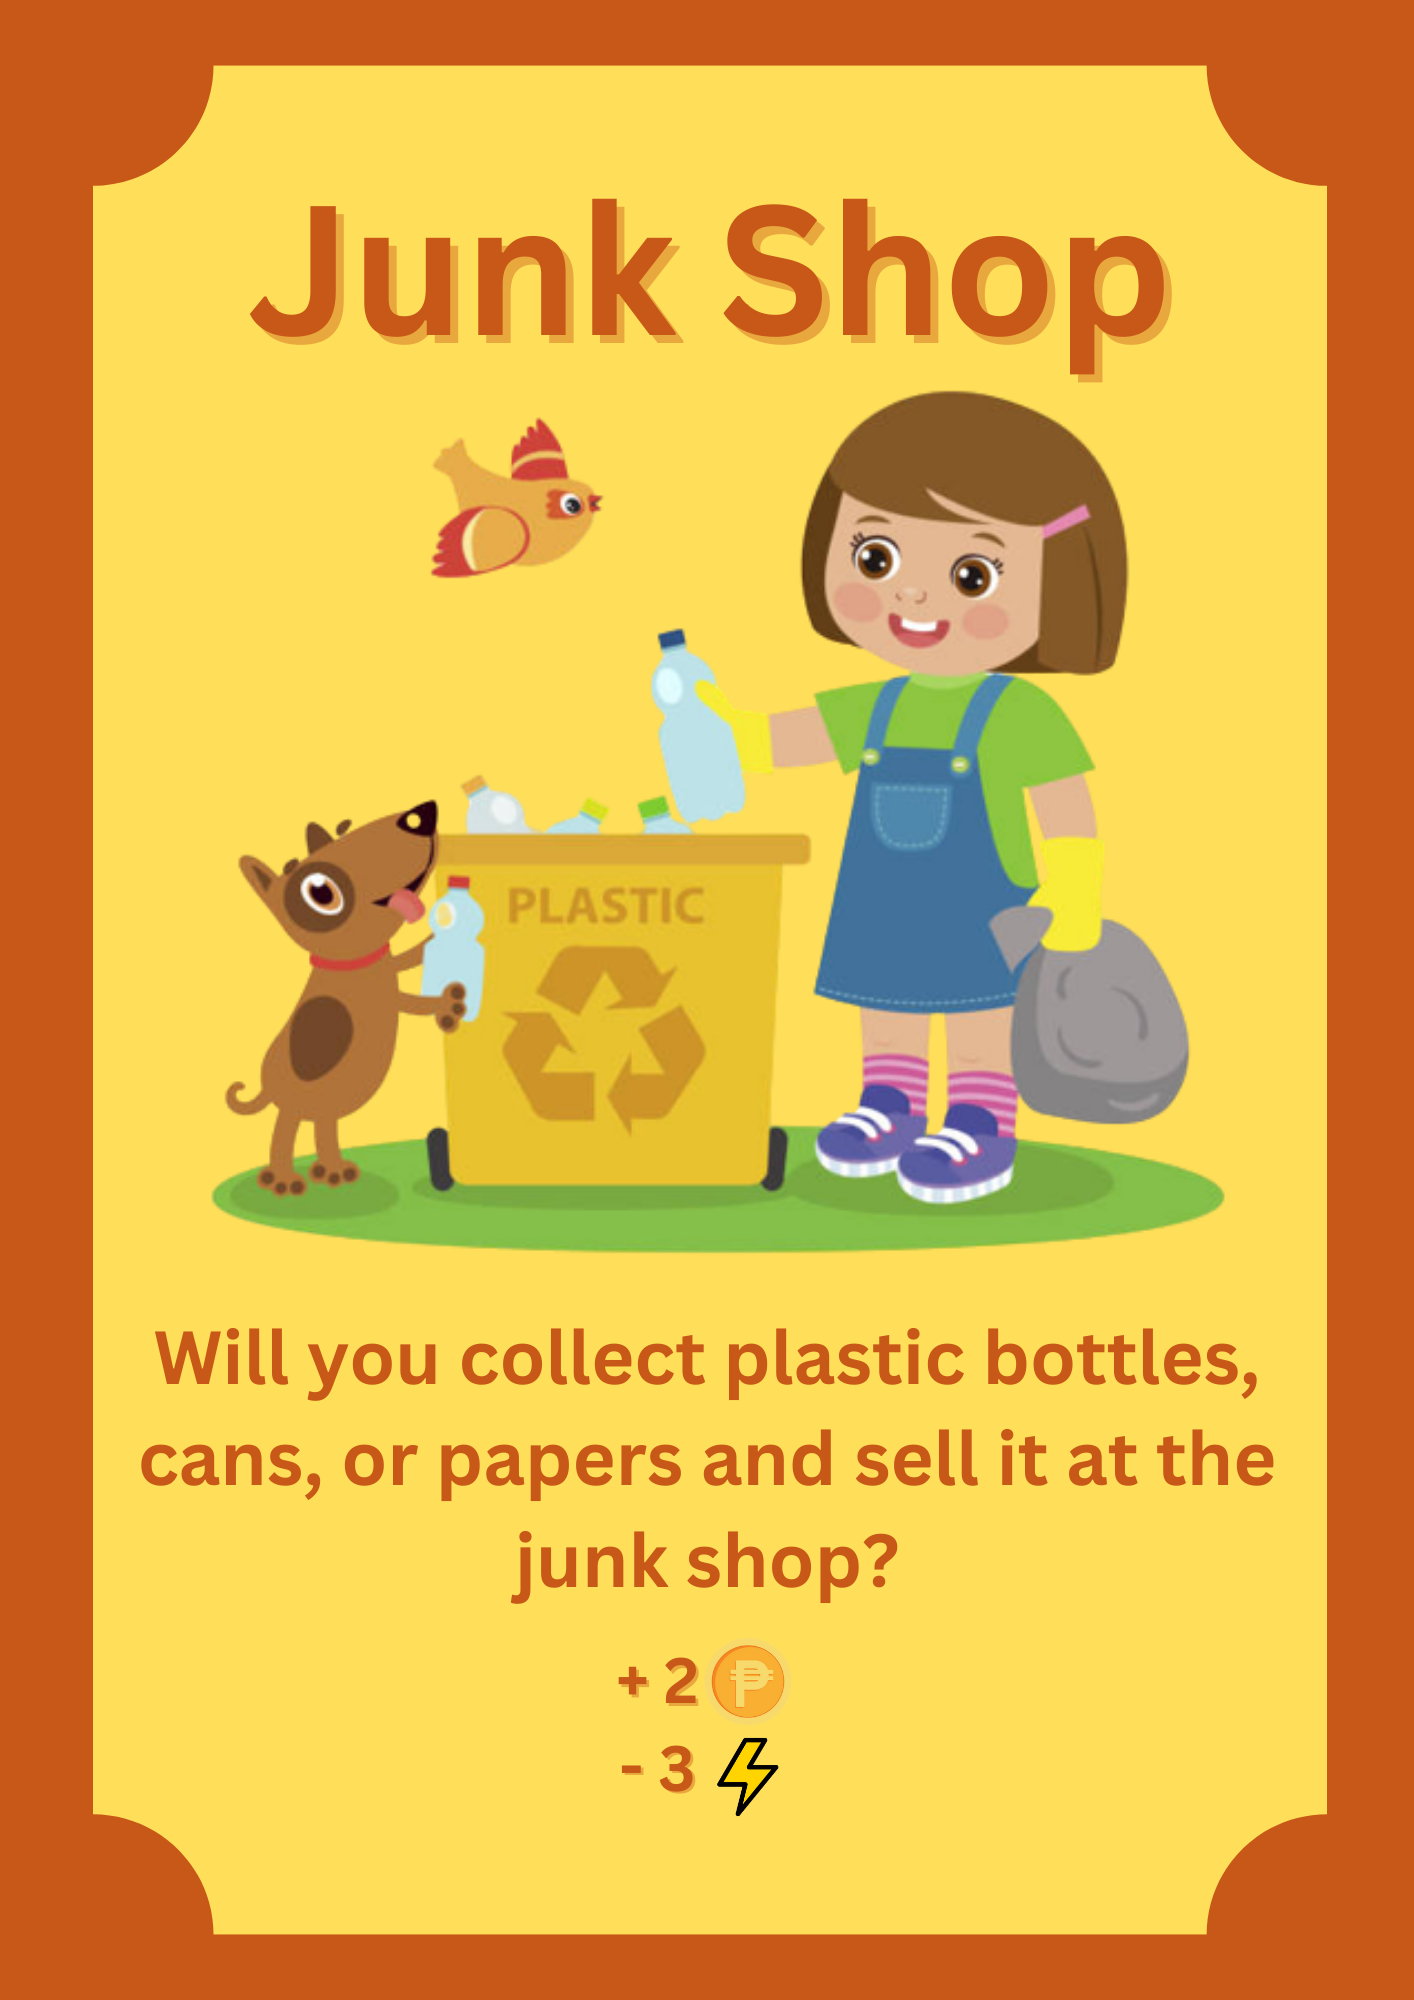 Junk Shop
PLASTIC
Will you collect plastic bottles,
cans, or papers and sell it at the
junk shop?
+ 2 ₱
- 3